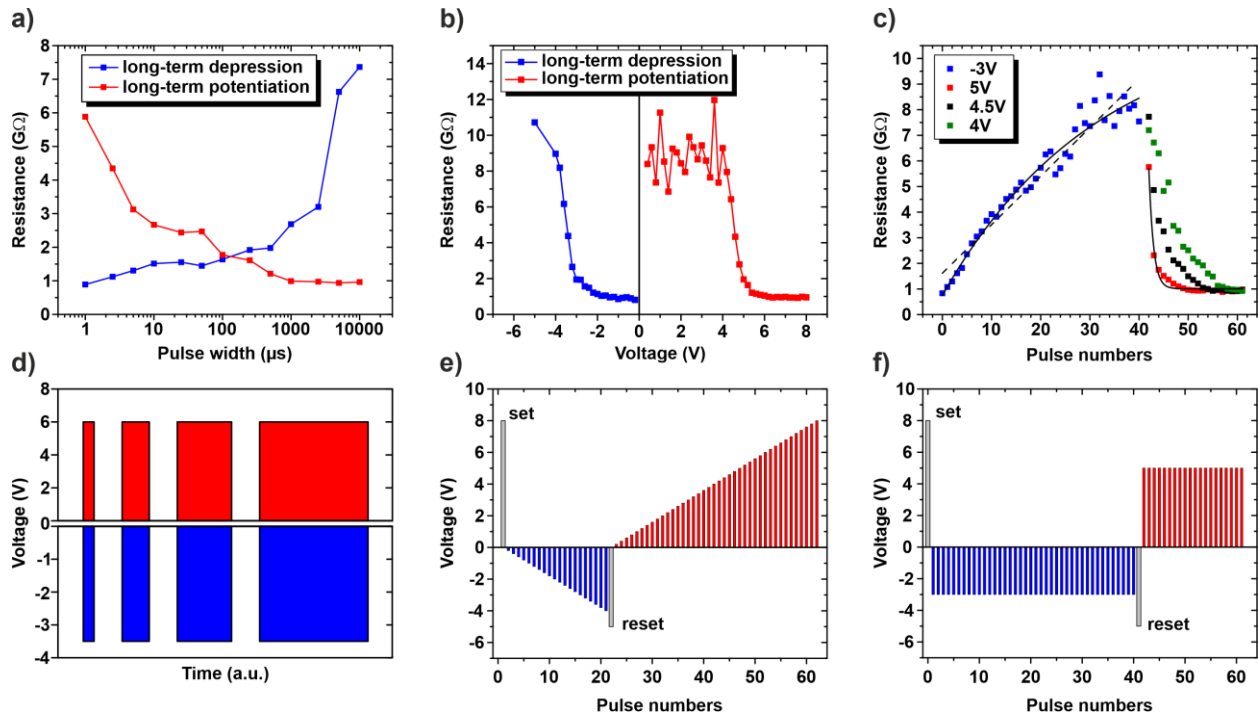 a)
8
7
6
5
4
3
2
1
0
Resistance (GΩ)
long-term depression
long-term potentiation
1
10
100
1000
10000
Pulse width (µs)
b)
14
12
10
8
6
4
2
0
Resistance (GΩ)
long-term depression
long-term potentiation
-6
-4
-2
0
2
4
6
8
Voltage (V)
c)
10
9
8
7
6
5
4
3
2
1
0
Resistance (GΩ)
-3V
5V
4.5V
4V
0
10
20
30
40
50
60
Pulse numbers
d)
8
6
4
2
0
-1
-2
-3
-4
Voltage (V)
Time (a.u.)
e)
10
8
6
4
2
0
-2
-4
-6
Voltage (V)
set
reset
0
10
20
30
40
50
60
Pulse numbers
f)
10
8
6
4
2
0
-2
-4
-6
Voltage (V)
set
reset
0
10
20
30
40
50
60
Pulse numbers